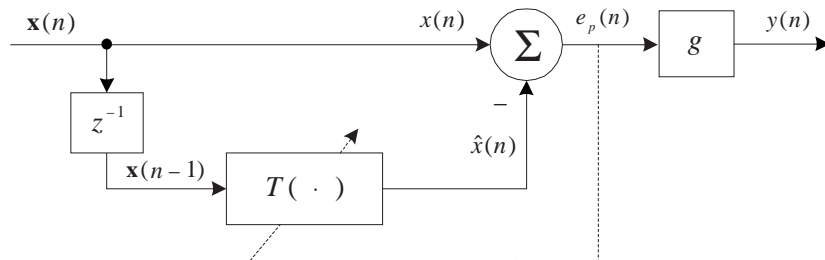 x(n)
x(n)
Σ
e_p(n)
g
y(n)
−
z^{-1}
x̂(n)
x(n−1)
T( · )